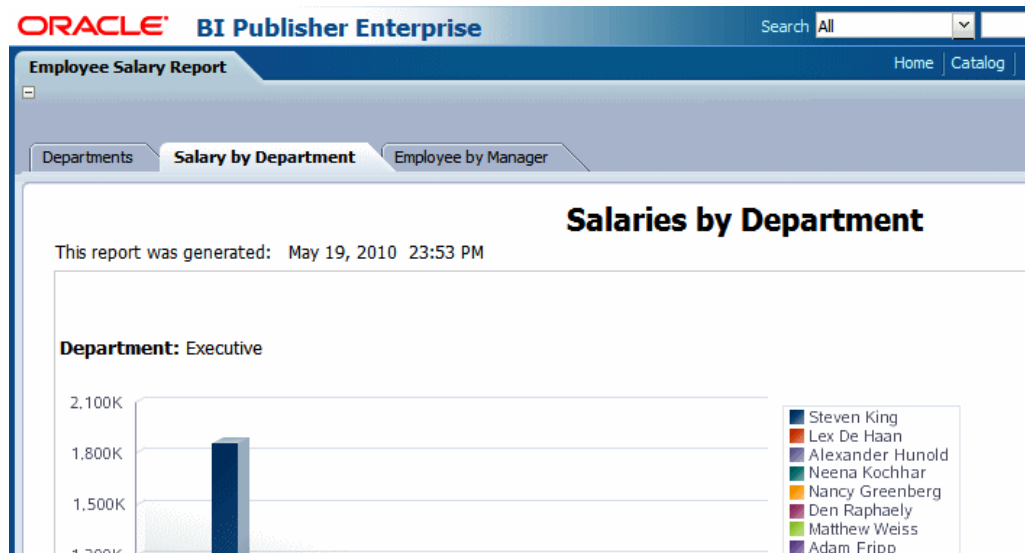 ORACLE BI Publisher Enterprise Search All
Employee Salary Report Home Catalog
Departments Salary by Department Employee by Manager
Salaries by Department
This report was generated: May 19, 2010 23:53 PM
Department: Executive
2,100K
1.800K
1.500K
Steven King
Lex De Haan
Alexander Hunold
Neena Kochhar
Nancy Greenberg
Den Raphaely
Matthew Weiss
Adam Fripp